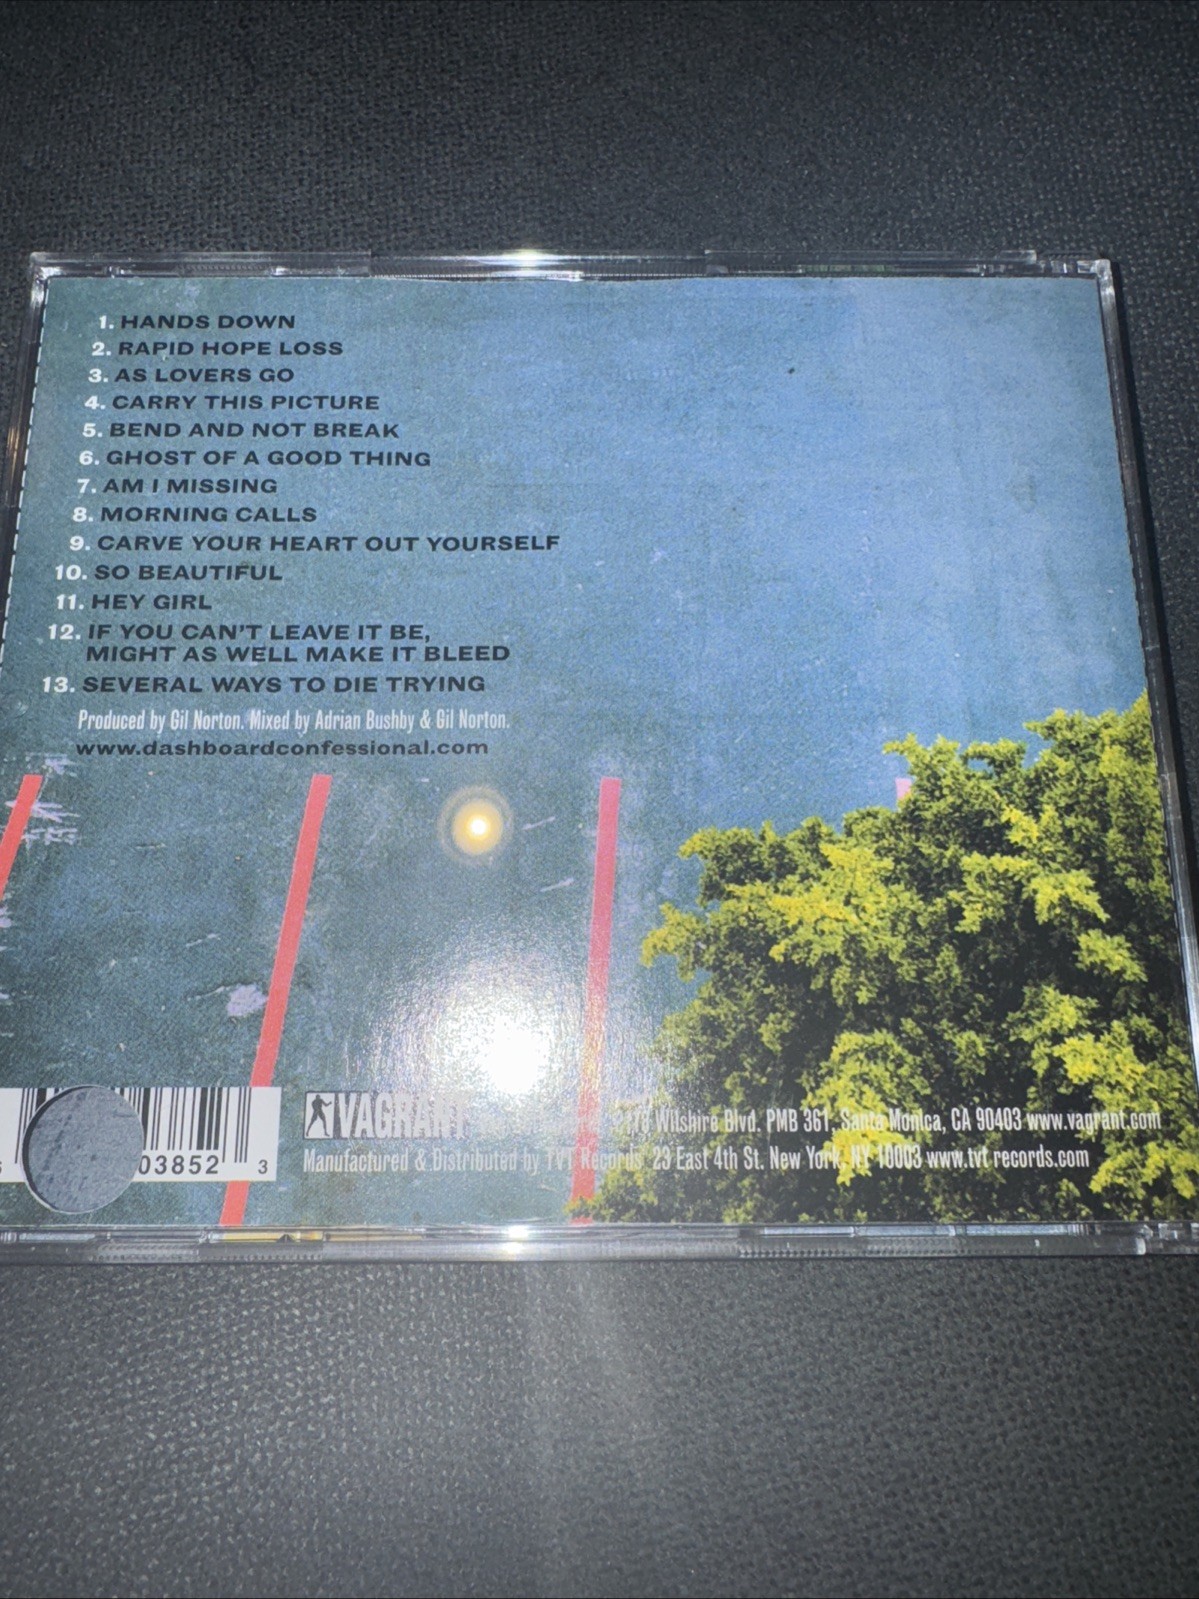 1. HANDS DOWN
2. RAPID HOPE LOSS
3. AS LOVERS GO
4. CARRY THIS PICTURE
5. BEND AND NOT BREAK
6. GHOST OF A GOOD THING
7. AM I MISSING
8. MORNING CALLS
9. CARVE YOUR HEART OUT YOURSELF
10. SO BEAUTIFUL
11. HEY GIRL
12. IF YOU CAN'T LEAVE IT BE,
MIGHT AS WELL MAKE IT BLEED
13. SEVERAL WAYS TO DIE TRYING
Produced by Gil Norton. Mixed by Adrian Bushby & Gil Norton.
www.dashboardconfessional.com
VAGRANT Wilshire Blvd. PMB 361, Santa Monica, CA 90403 www.vagrant.com
Manufactured & Distributed by TVT Records 23 East 4th St. New York, NY 10003 www.tvt records.com
03852 3